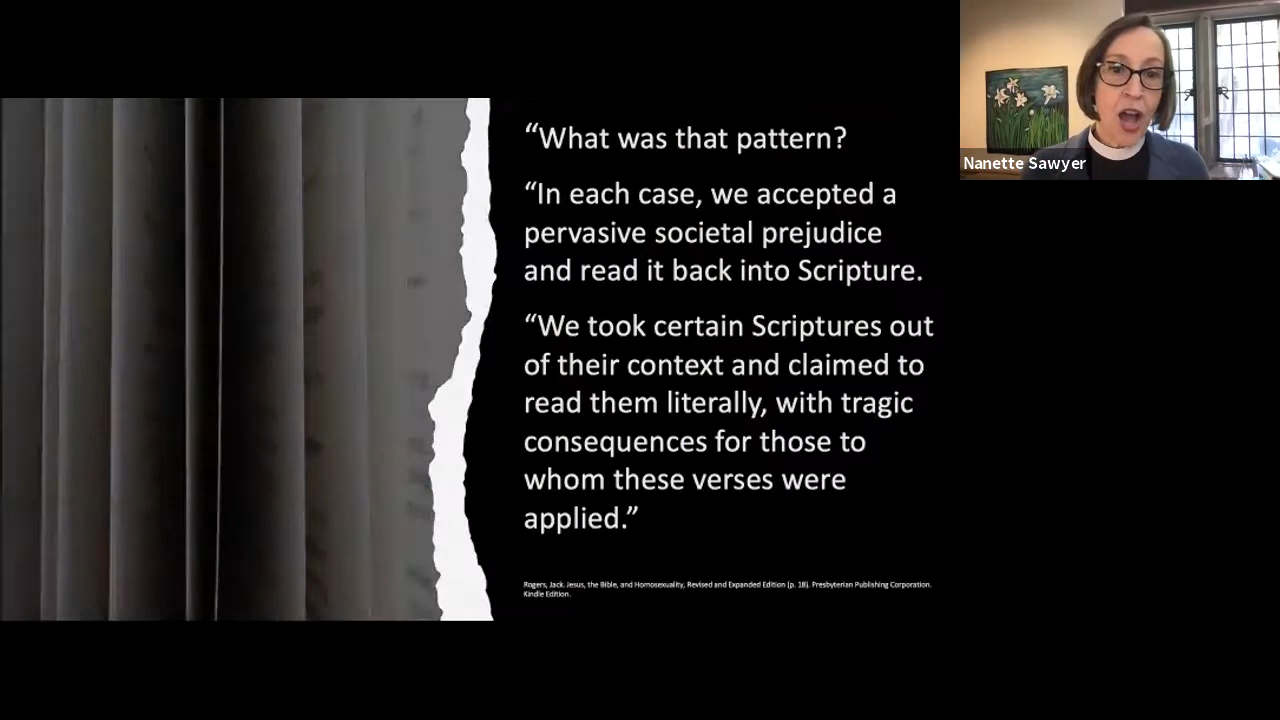 “What was that pattern?
“In each case, we accepted a
pervasive societal prejudice
and read it back into Scripture.
“We took certain Scriptures out
of their context and claimed to
read them literally, with tragic
consequences for those to
whom these verses were
applied.”
Rogers, Jack. Jesus, the Bible, and Homosexuality, Revised and Expanded Edition (p. 18). Presbyterian Publishing Corporation.
Kindle Edition.
Nanette Sawyer